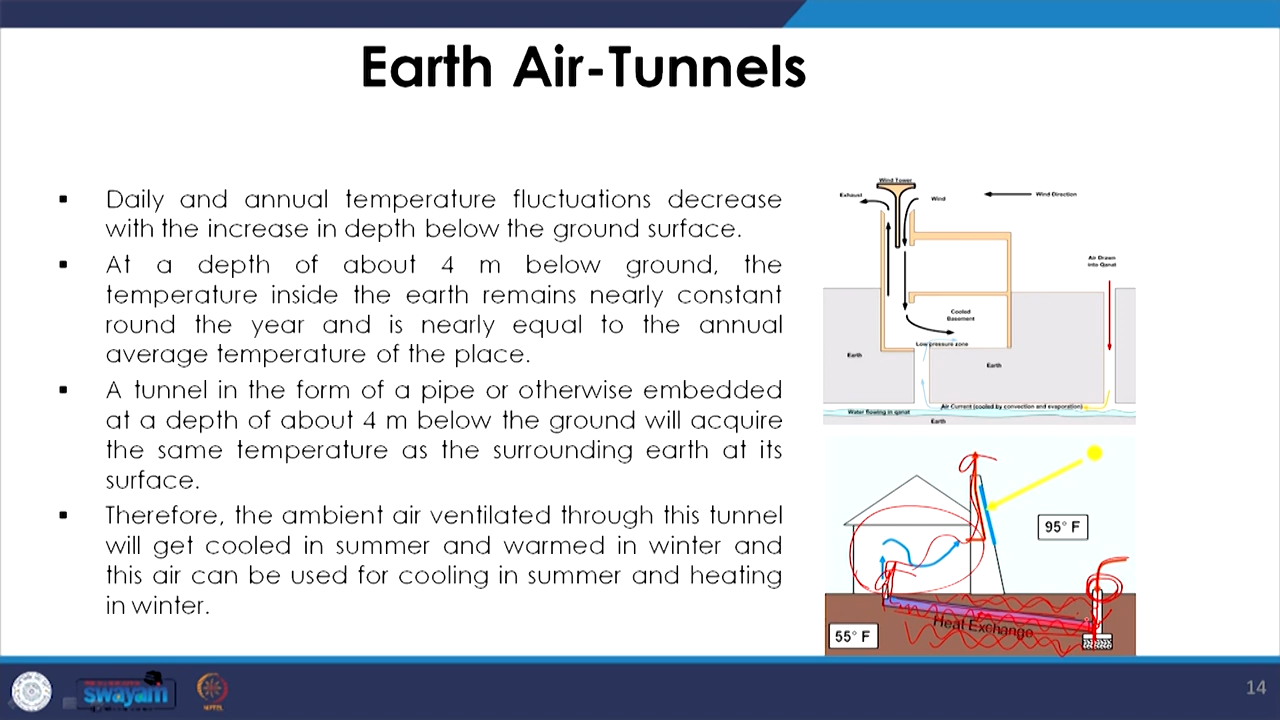 Earth Air-Tunnels
Daily and annual temperature fluctuations decrease
with the increase in depth below the ground surface.
At a depth of about 4 m below ground, the
temperature inside the earth remains nearly constant
round the year and is nearly equal to the annual
average temperature of the place.
A tunnel in the form of a pipe or otherwise embedded
at a depth of about 4 m below the ground will acquire
the same temperature as the surrounding earth at its
surface.
Therefore, the ambient air ventilated through this tunnel
will get cooled in summer and warmed in winter and
this air can be used for cooling in summer and heating
in winter.
Wind Tower
Exhaust
Wind
Wind Direction
Air Drawn
into Qanat
Cooled
Basement
Low pressure zone
Earth
Earth
Air Current (cooled by convection and evaporation)
Water flowing in qanat
Earth
95° F
Heat Exchange
55° F
swayam
14